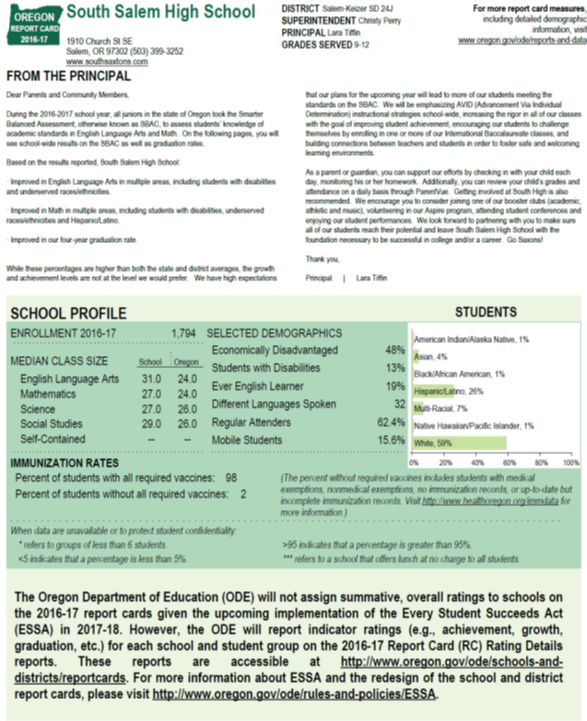 OREGON
REPORT CARD
2016-17
South Salem High School
1910 Church St SE
Salem, OR 97302 (503) 399-3252
www.southsaxtons.com
DISTRICT Salem-Keizer SD 24J
SUPERINTENDENT Christy Perry
PRINCIPAL Lara Tiffin
GRADES SERVED 9-12
For more report card measures,
including detailed demographic
information, visit
www.oregon.gov/ode/reports-and-data
FROM THE PRINCIPAL
Dear Parents and Community Members,
During the 2016-2017 school year, all juniors in the state of Oregon took the Smarter
Balanced Assessment, otherwise known as SBAC, to assess students' knowledge of
academic standards in English Language Arts and Math. On the following pages, you will
see school-wide results on the SBAC as well as graduation rates.
Based on the results reported, South Salem High School:
· Improved in English Language Arts in multiple areas, including students with disabilities
and underserved races/ethnicities.
· Improved in Math in multiple areas, including students with disabilities, underserved
races/ethnicities and Hispanic/Latino.
· Improved in our four-year graduation rate.
While these percentages are higher than both the state and district averages, the growth
and achievement levels are not at the level we would prefer. We have high expectations
that our plans for the upcoming year will lead to more of our students meeting the
standards on the SBAC. We will be emphasizing AVID (Advancement Via Individual
Determination) instructional strategies school-wide, increasing the rigor in all of our classes
with the goal of improving student achievement, encouraging our students to challenge
themselves by enrolling in one or more of our International Baccalaureate classes, and
building connections between teachers and students in order to foster safe and welcoming
learning environments.
As a parent or guardian, you can support our efforts by checking in with your child each
day, monitoring his or her homework. Additionally, you can review your child's grades and
attendance on a daily basis through ParentVue. Getting involved at South High is also
recommended. We encourage you to consider joining one of our booster clubs (academic,
athletic and music), volunteering in our Aspire program, attending student conferences and
enjoying our student performances. We look forward to partnering with you to make sure
all of our students reach their potential and leave South Salem High School with the
foundation necessary to be successful in college and/or a career. Go Saxons!
Thank you,
Principal | Lara Tiffin
SCHOOL PROFILE
ENROLLMENT 2016-17 1,794
MEDIAN CLASS SIZE School Oregon
English Language Arts 31.0 24.0
Mathematics 27.0 24.0
Science 27.0 26.0
Social Studies 29.0 26.0
Self-Contained -- --
SELECTED DEMOGRAPHICS
Economically Disadvantaged 48%
Students with Disabilities 13%
Ever English Learner 19%
Different Languages Spoken 32
Regular Attenders 62.4%
Mobile Students 15.6%
STUDENTS
American Indian/Alaska Native, 1%
Asian, 4%
Black/African American, 1%
Hispanic/Latino, 26%
Multi-Racial, 7%
Native Hawaiian/Pacific Islander, 1%
White, 59%
0% 20% 40% 60% 80% 100%
IMMUNIZATION RATES
Percent of students with all required vaccines: 98
Percent of students without all required vaccines: 2
(The percent without required vaccines includes students with medical
exemptions, nonmedical exemptions, no immunization records, or up-to-date but
incomplete immunization records. Visit http://www.healthoregon.org/immdata for
more information.)
When data are unavailable or to protect student confidentiality:
* refers to groups of less than 6 students.
<5 indicates that a percentage is less than 5%.
>95 indicates that a percentage is greater than 95%.
*** refers to a school that offers lunch at no charge to all students.
The Oregon Department of Education (ODE) will not assign summative, overall ratings to schools on
the 2016-17 report cards given the upcoming implementation of the Every Student Succeeds Act
(ESSA) in 2017-18. However, the ODE will report indicator ratings (e.g., achievement, growth,
graduation, etc.) for each school and student group on the 2016-17 Report Card (RC) Rating Details
reports. These reports are accessible at http://www.oregon.gov/ode/schools-and-
districts/reportcards. For more information about ESSA and the redesign of the school and district
report cards, please visit http://www.oregon.gov/ode/rules-and-policies/ESSA.